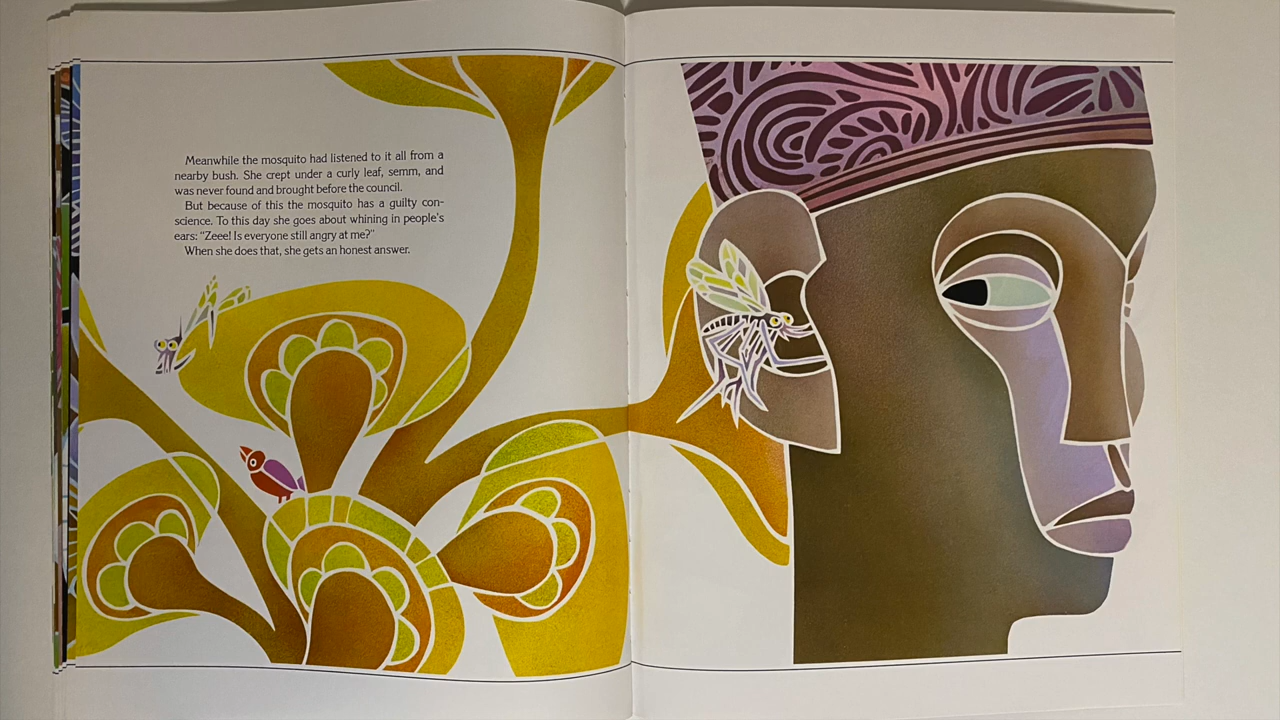 Meanwhile the mosquito had listened to it all from a
nearby bush. She crept under a curly leaf, semm, and
was never found and brought before the council.
But because of this the mosquito has a guilty con-
science. To this day she goes about whining in people's
ears: "Zeee! Is everyone still angry at me?"
When she does that, she gets an honest answer.